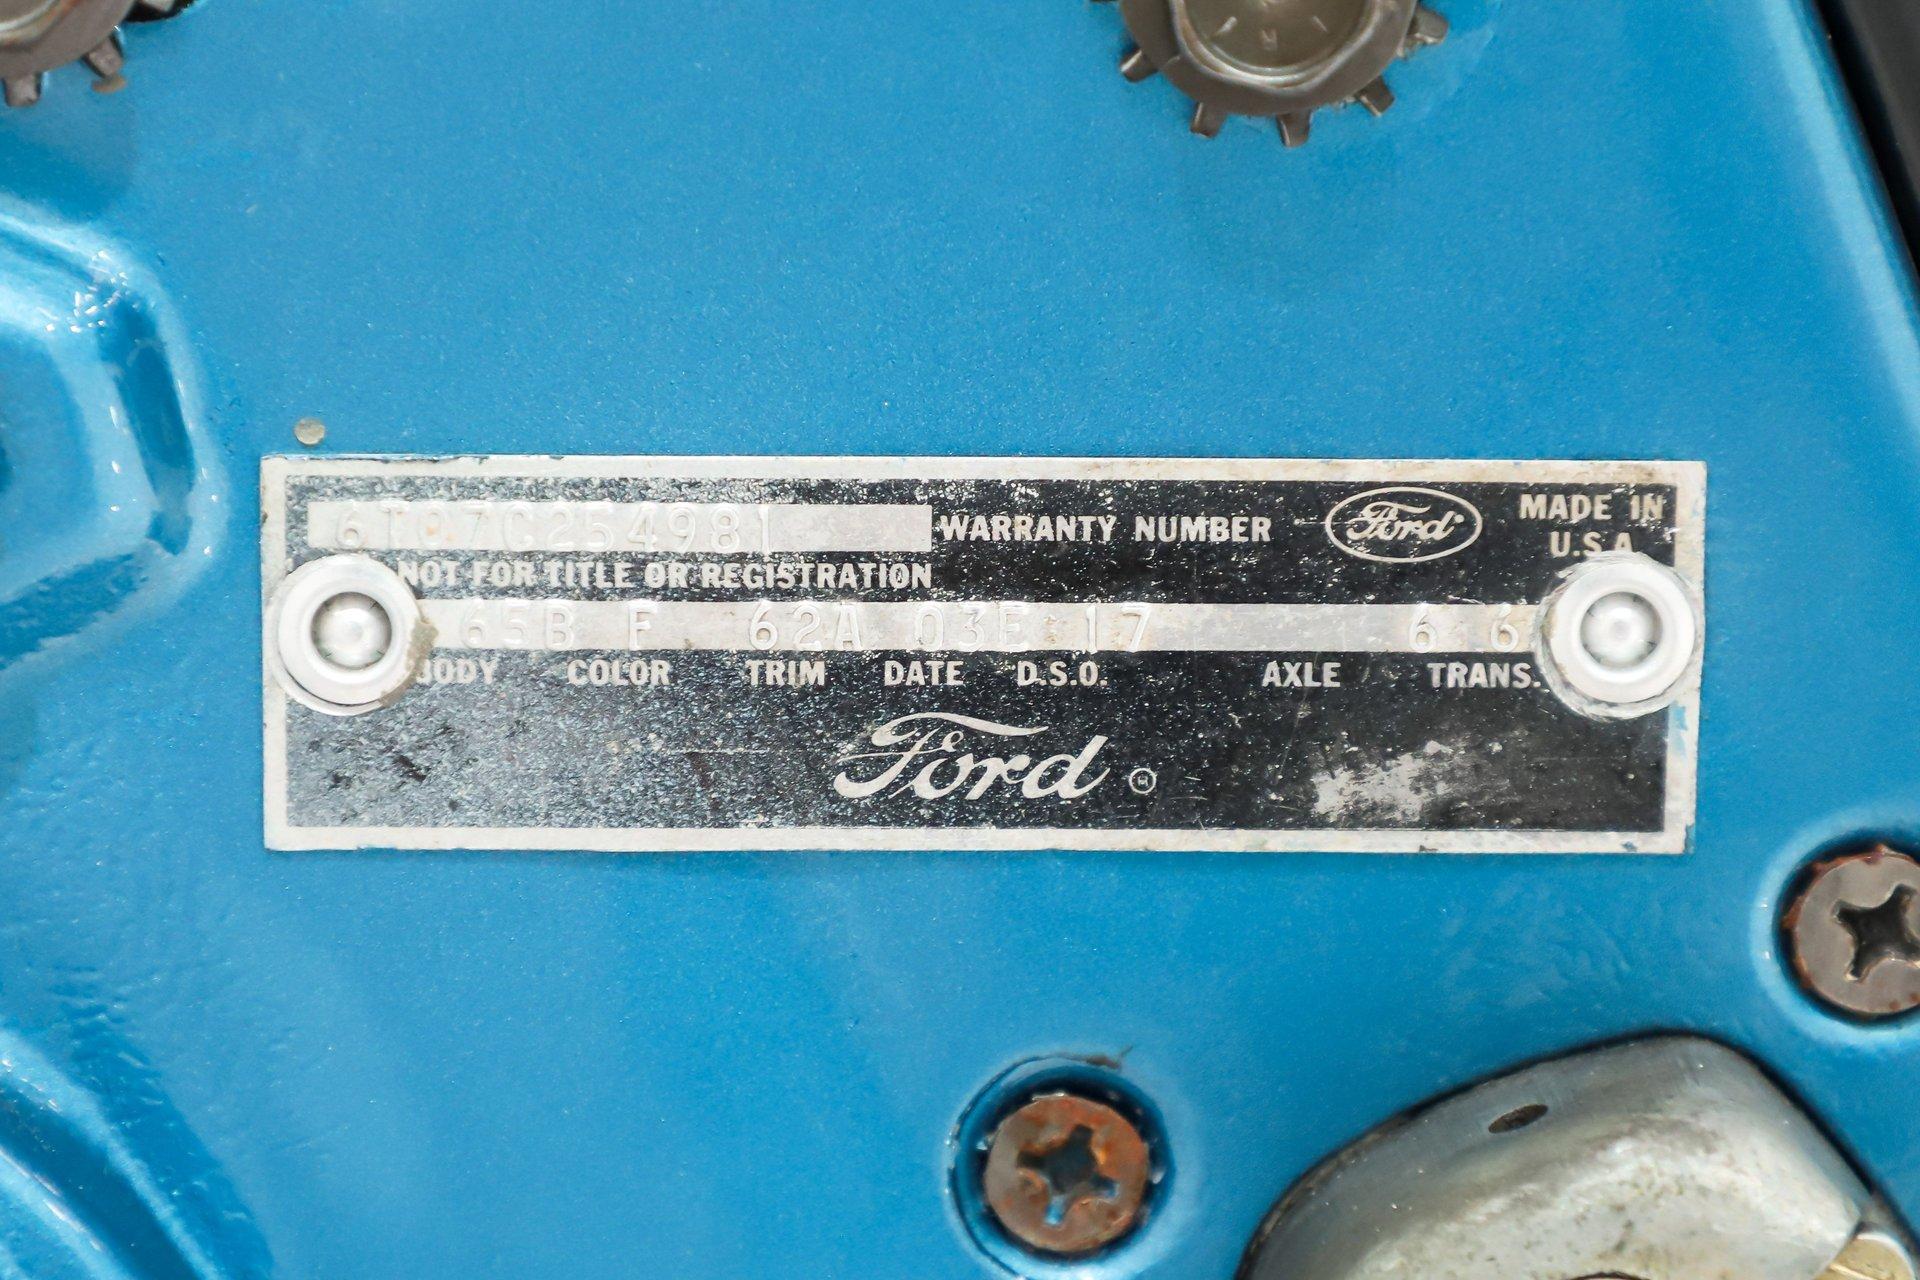 6T07C254981 WARRANTY NUMBER Ford MADE IN U.S.A
NOT FOR TITLE OR REGISTRATION
65B F 62A 03E 17 6 6
BODY COLOR TRIM DATE D.S.O. AXLE TRANS.
Ford ®